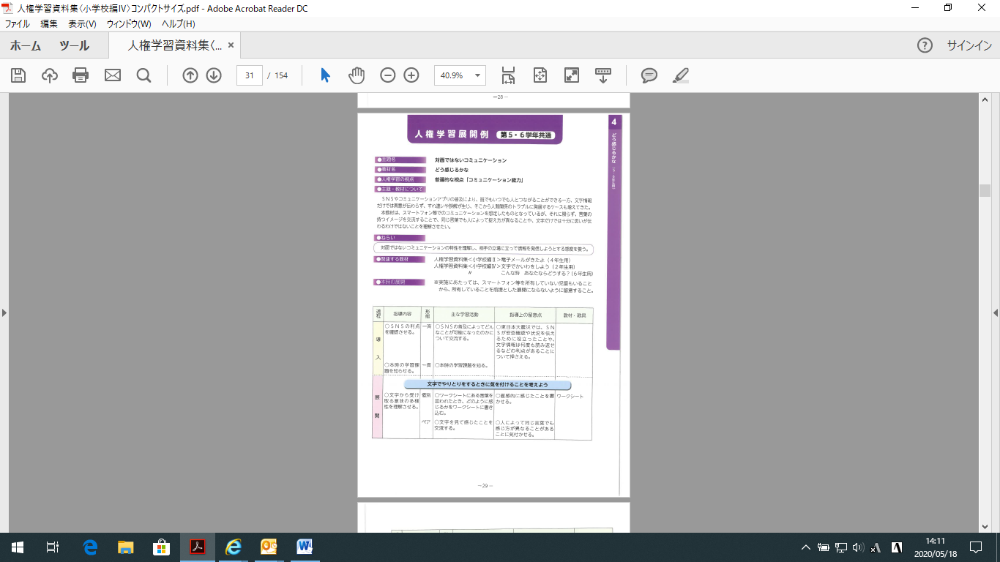 人権学習資料集〈小学校編Ⅳ〉コンパクトサイズ.pdf - Adobe Acrobat Reader DC
ファイル 編集 表示(V) ウィンドウ(W) ヘルプ(H)
ホーム ツール 人権学習資料集〈... × ? サインイン
31 / 154 40.9%
－28－
人権学習展開例 第5・6学年共通
4
どう感じるかな
●主題名 対面ではないコミュニケーション
●教材名 どう感じるかな
●人権学習の視点 普遍的な視点「コミュニケーション能力」
●主題・教材について
ＳＮＳやコミュニケーションアプリの普及により、誰でもいつでも人とつながることができる一方、文字情報
だけでは真意が伝わらず、すれ違いや誤解が生じ、そこから人間関係のトラブルに発展するケースも増えてきた。
本教材は、スマートフォン等でのコミュニケーションを想定したものとなっているが、それに限らず、言葉の
持つイメージを交流することで、同じ言葉でも人によって捉え方が異なることや、文字だけでは十分に思いが伝
わるわけではないことを理解させたい。
●ねらい
対面ではないコミュニケーションの特性を理解し、相手の立場に立って情報を発信しようとする態度を養う。
●関連する教材 人権学習資料集＜小学校編Ⅱ＞電子メールがきたよ（４年生用）
人権学習資料集＜小学校編Ⅳ＞文字でかいわをしよう（２年生用）
〃 こんな時 あなたならどうする？（６年生用）
●本時の展開 ※実施にあたっては、スマートフォン等を所有していない児童もいること
から、所有していることを前提とした展開にならないように留意すること。
過程 指導内容 形態 主な学習活動 指導上の留意点 教材・教具
導入
○ＳＮＳの利点
を確認させる。
一斉
○ＳＮＳの普及によってどん
なことが可能になったのかに
ついて交流する。
○東日本大震災では、ＳＮ
Ｓが安否確認や状況を伝え
るために役立ったことや、
文字情報は何度も読み返せ
るなどの利点があることに
ついて押さえる。
○本時の学習課
題を知らせる。
一斉
○本時の学習課題を知る。
文字でやりとりをするときに気を付けることを考えよう
展開
○文字から受け
取る意味の多様
性を理解させる。
個別
○ワークシートにある言葉を
言われたとき、どのように感
じるかをワークシートに書き
込む。
○直感的に感じたことを書
かせる。
ワークシート
ペア
○文字を見て感じたことを
交流する。
○人によって同じ言葉でも
感じ方が異なることがある
ことに気付かせる。
－29－
A
14:11
2020/05/18